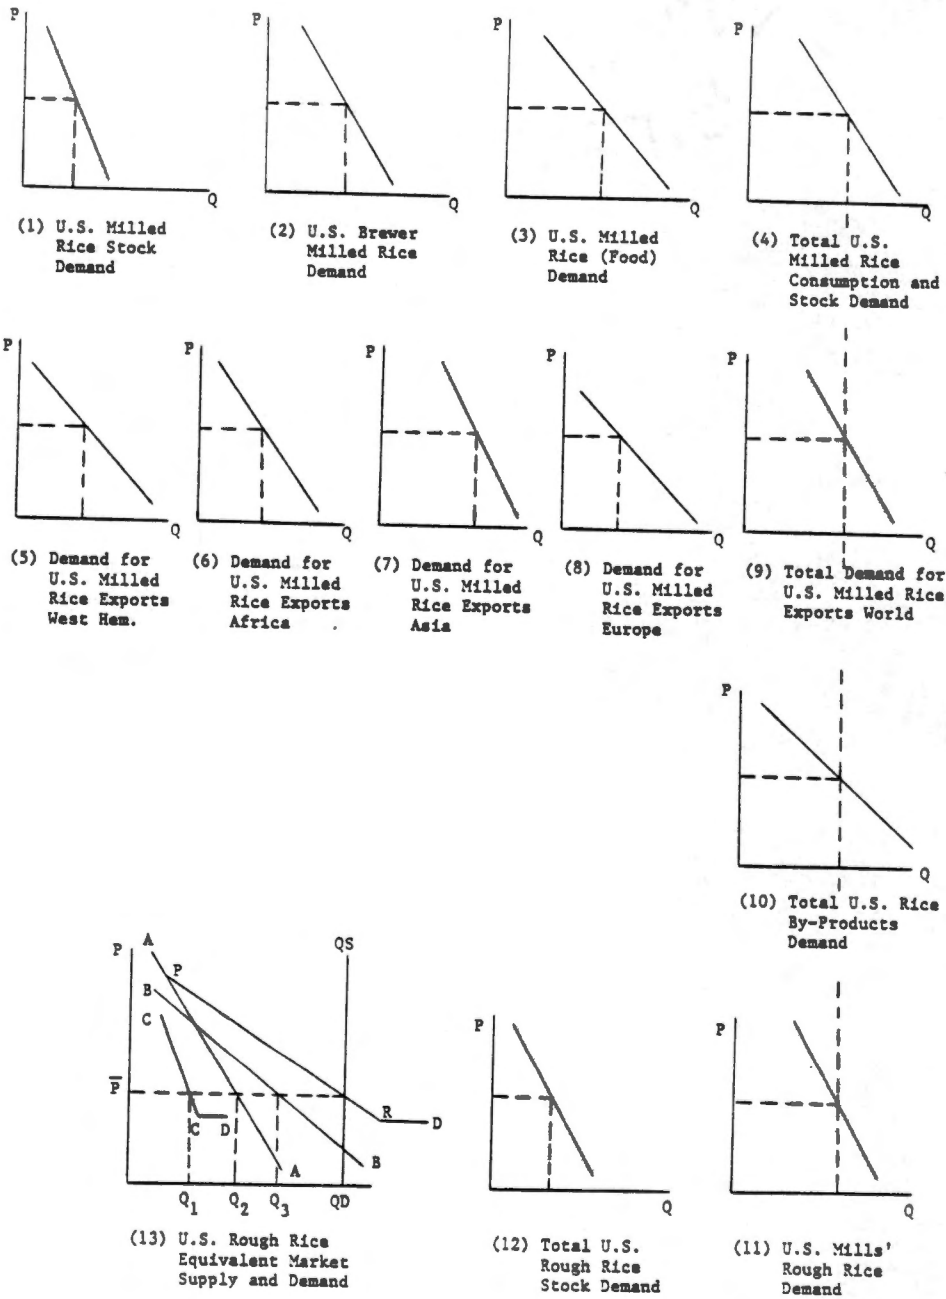 P
Q
(1) U.S. Milled
Rice Stock
Demand
P
Q
(2) U.S. Brewer
Milled Rice
Demand
P
Q
(3) U.S. Milled
Rice (Food)
Demand
P
Q
(4) Total U.S.
Milled Rice
Consumption and
Stock Demand
P
Q
(5) Demand for
U.S. Milled
Rice Exports
West Hem.
P
Q
(6) Demand for
U.S. Milled
Rice Exports
Africa
P
Q
(7) Demand for
U.S. Milled
Rice Exports
Asia
P
Q
(8) Demand for
U.S. Milled
Rice Exports
Europe
P
Q
(9) Total Demand for
U.S. Milled Rice
Exports World
P
Q
(10) Total U.S. Rice
By-Products
Demand
P
A
P
QS
B
C
P̅
R
D
C D
A
B
Q1 Q2 Q3 QD
(13) U.S. Rough Rice
Equivalent Market
Supply and Demand
P
Q
(12) Total U.S.
Rough Rice
Stock Demand
P
Q
(11) U.S. Mills'
Rough Rice
Demand